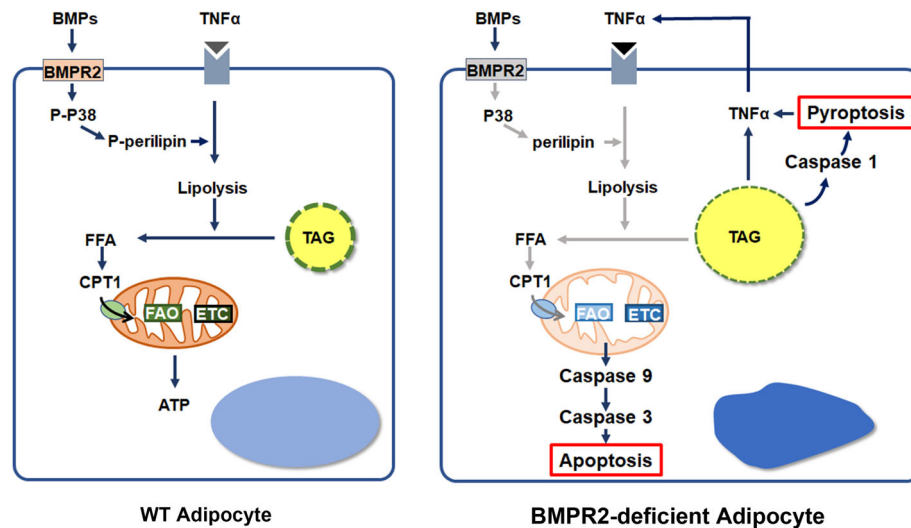 BMPs
TNFα
BMPR2
P-P38
P-perilipin
Lipolysis
TAG
FFA
CPT1
FAO
ETC
ATP
WT Adipocyte
BMPs
TNFα
BMPR2
P38
perilipin
TNFα
Pyroptosis
Caspase 1
Lipolysis
TAG
FFA
CPT1
FAO
ETC
Caspase 9
Caspase 3
Apoptosis
BMPR2-deficient Adipocyte